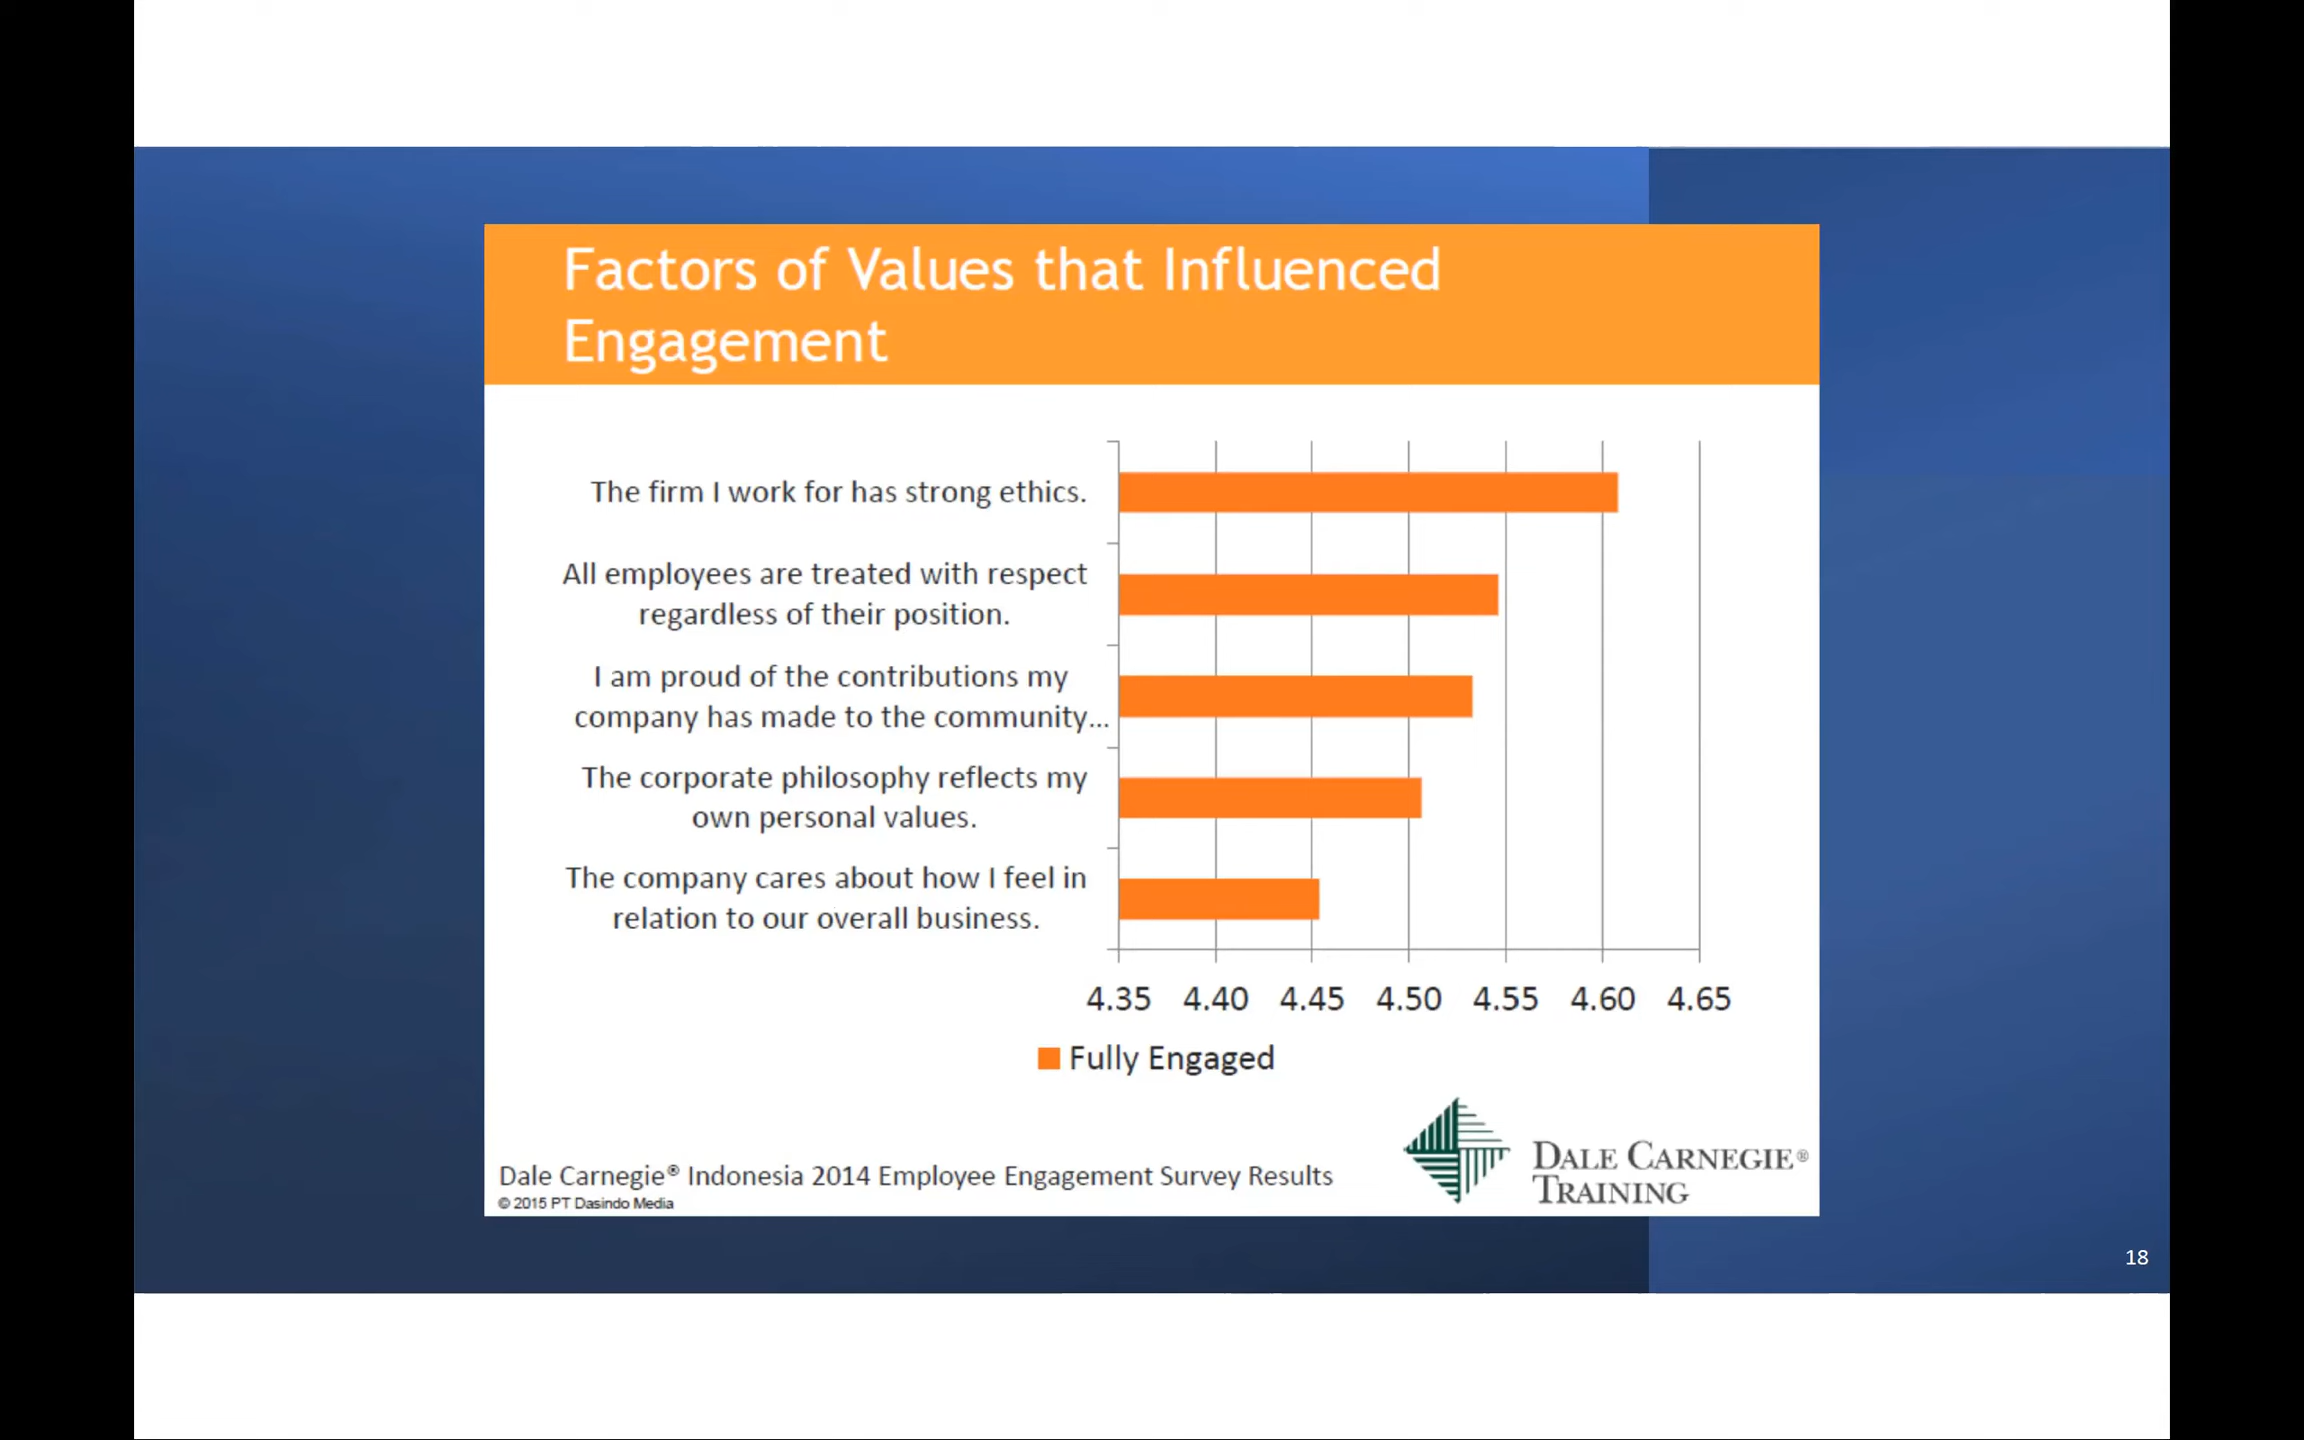 Factors of Values that Influenced
Engagement
The firm I work for has strong ethics.
All employees are treated with respect
regardless of their position.
I am proud of the contributions my
company has made to the community...
The corporate philosophy reflects my
own personal values.
The company cares about how I feel in
relation to our overall business.
4.35 4.40 4.45 4.50 4.55 4.60 4.65
Fully Engaged
Dale Carnegie® Indonesia 2014 Employee Engagement Survey Results
© 2015 PT Dasindo Media
DALE CARNEGIE®
TRAINING
18